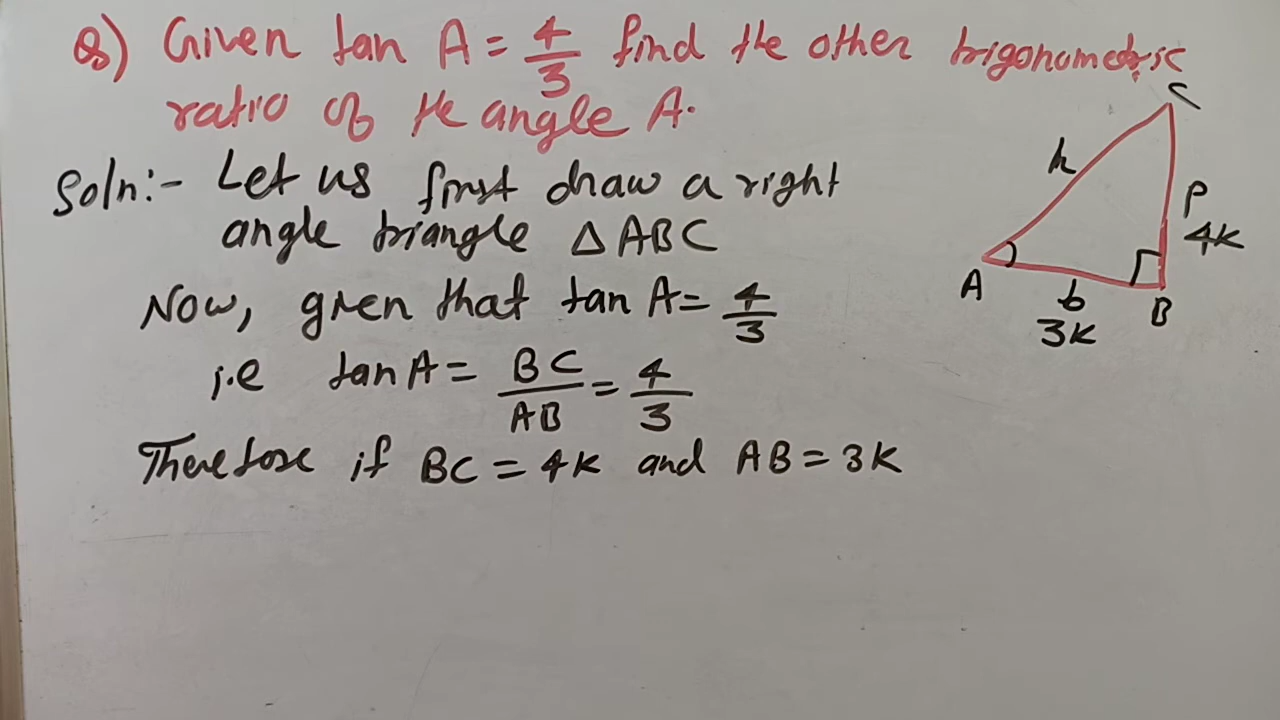 Q) Given tan A = 4/3 find the other trigonometric
ratio of the angle A.
Soln:- Let us first draw a right
angle triangle △ABC
Now, given that tan A = 4/3
i.e tan A = BC/AB = 4/3
Therefore if BC = 4K and AB = 3K
C
h
P
4K
A
b
B
3K